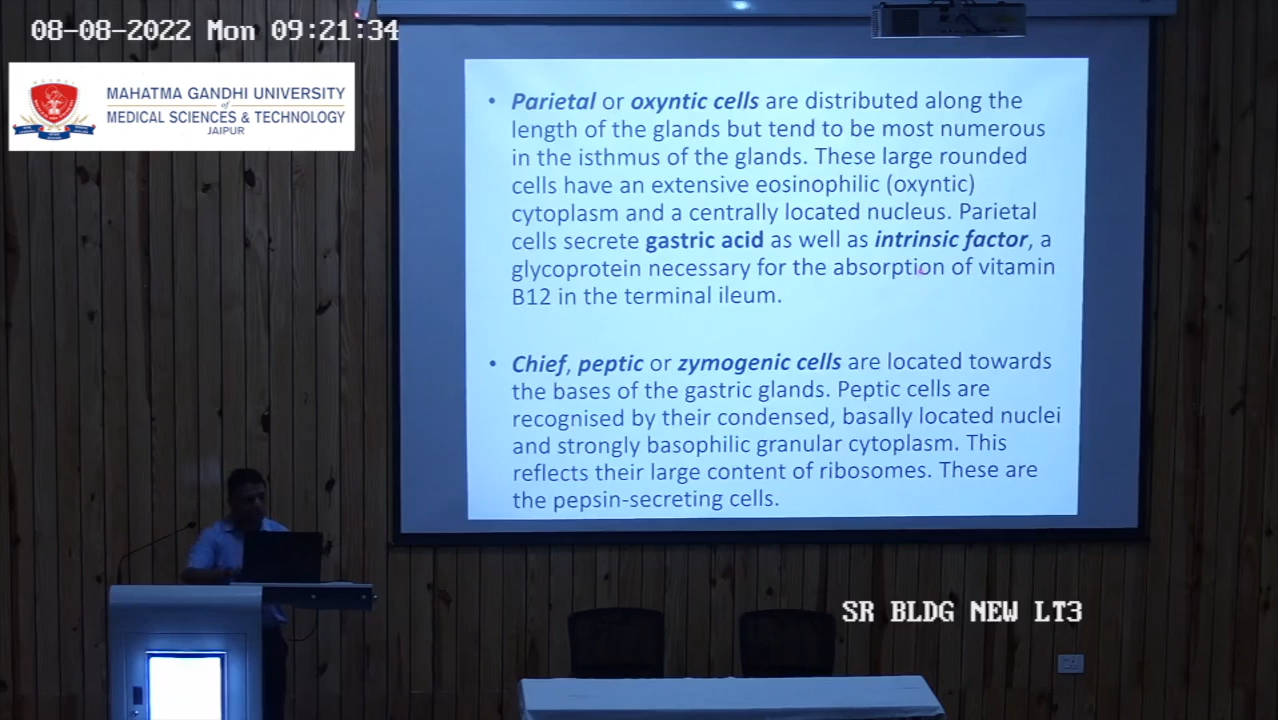 08-08-2022 Mon 09:21:34
MAHATMA GANDHI UNIVERSITY
of
MEDICAL SCIENCES & TECHNOLOGY
JAIPUR
• Parietal or oxyntic cells are distributed along the
length of the glands but tend to be most numerous
in the isthmus of the glands. These large rounded
cells have an extensive eosinophilic (oxyntic)
cytoplasm and a centrally located nucleus. Parietal
cells secrete gastric acid as well as intrinsic factor, a
glycoprotein necessary for the absorption of vitamin
B12 in the terminal ileum.
• Chief, peptic or zymogenic cells are located towards
the bases of the gastric glands. Peptic cells are
recognised by their condensed, basally located nuclei
and strongly basophilic granular cytoplasm. This
reflects their large content of ribosomes. These are
the pepsin-secreting cells.
SR BLDG NEW LT3